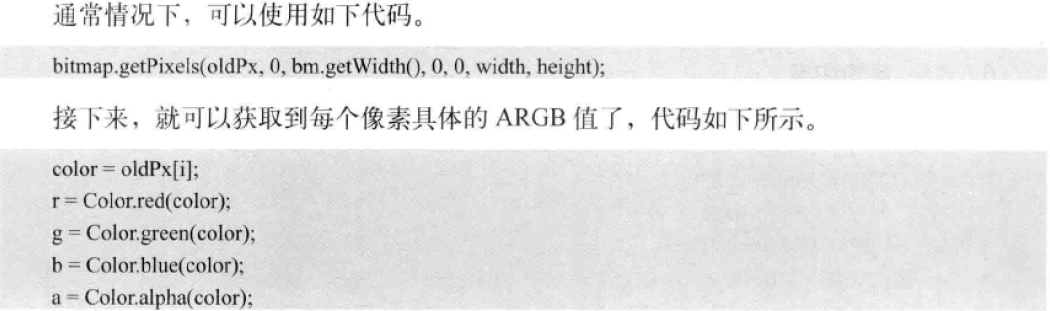 通常情况下，可以使用如下代码。
bitmap.getPixels(oldPx, 0, bm.getWidth(), 0, 0, width, height);
接下来，就可以获取到每个像素具体的 ARGB 值了，代码如下所示。
color = oldPx[i];
r = Color.red(color);
g = Color.green(color);
b = Color.blue(color);
a = Color.alpha(color);